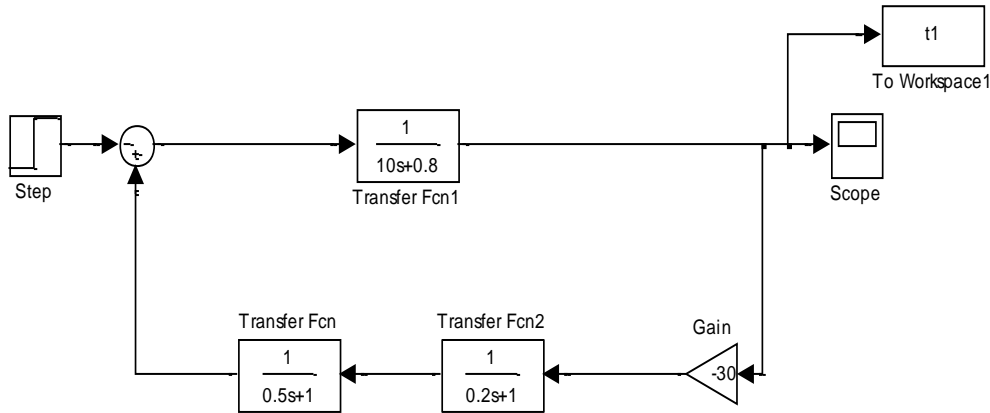 t1
To Workspace1
Step
1
10s+0.8
Transfer Fcn1
Scope
Transfer Fcn
1
0.5s+1
Transfer Fcn2
1
0.2s+1
Gain
-30